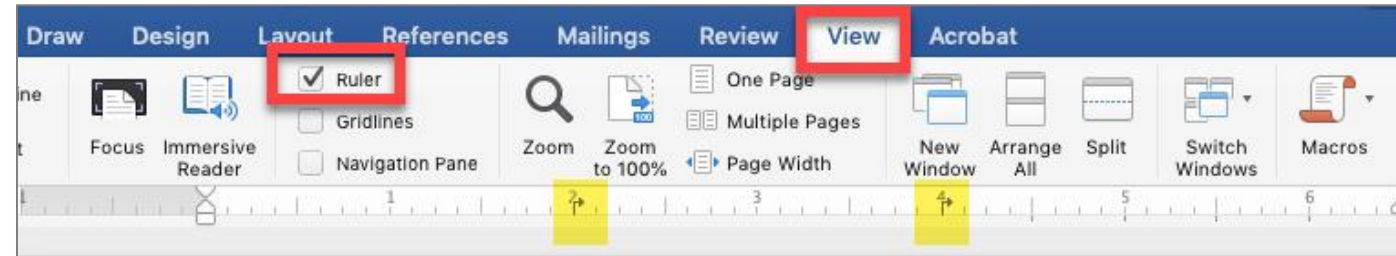 Draw Design Layout References Mailings Review View Acrobat
ine
t
Focus
Immersive
Reader
Ruler
Gridlines
Navigation Pane
Zoom
Zoom
to 100%
100
One Page
Multiple Pages
Page Width
New
Window
Arrange
All
Split
Switch
Windows
Macros
1 1 2 3 4 5 6